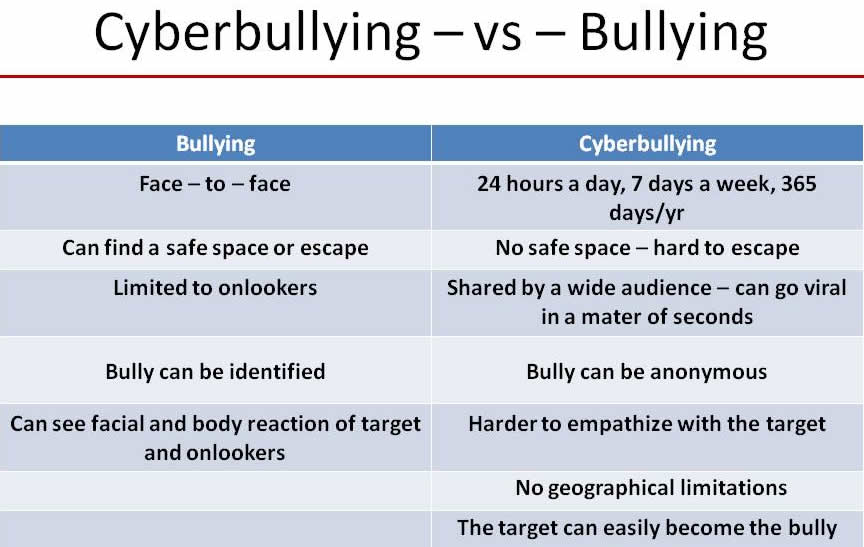 Cyberbullying – vs – Bullying
Bullying
Cyberbullying
Face – to – face
24 hours a day, 7 days a week, 365
days/yr
Can find a safe space or escape
No safe space – hard to escape
Limited to onlookers
Shared by a wide audience – can go viral
in a mater of seconds
Bully can be identified
Bully can be anonymous
Can see facial and body reaction of target
and onlookers
Harder to empathize with the target
No geographical limitations
The target can easily become the bully